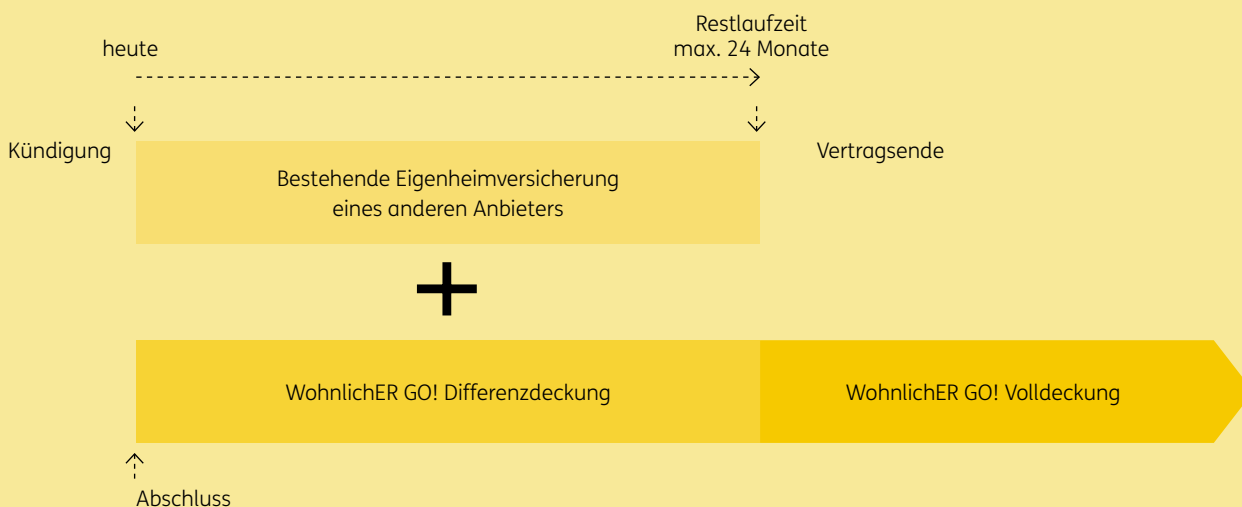 Restlaufzeit
heute
max. 24 Monate
Kündigung
Vertragsende
Bestehende Eigenheimversicherung
eines anderen Anbieters
WohnlichER GO! Differenzdeckung
WohnlichER GO! Volldeckung
Abschluss